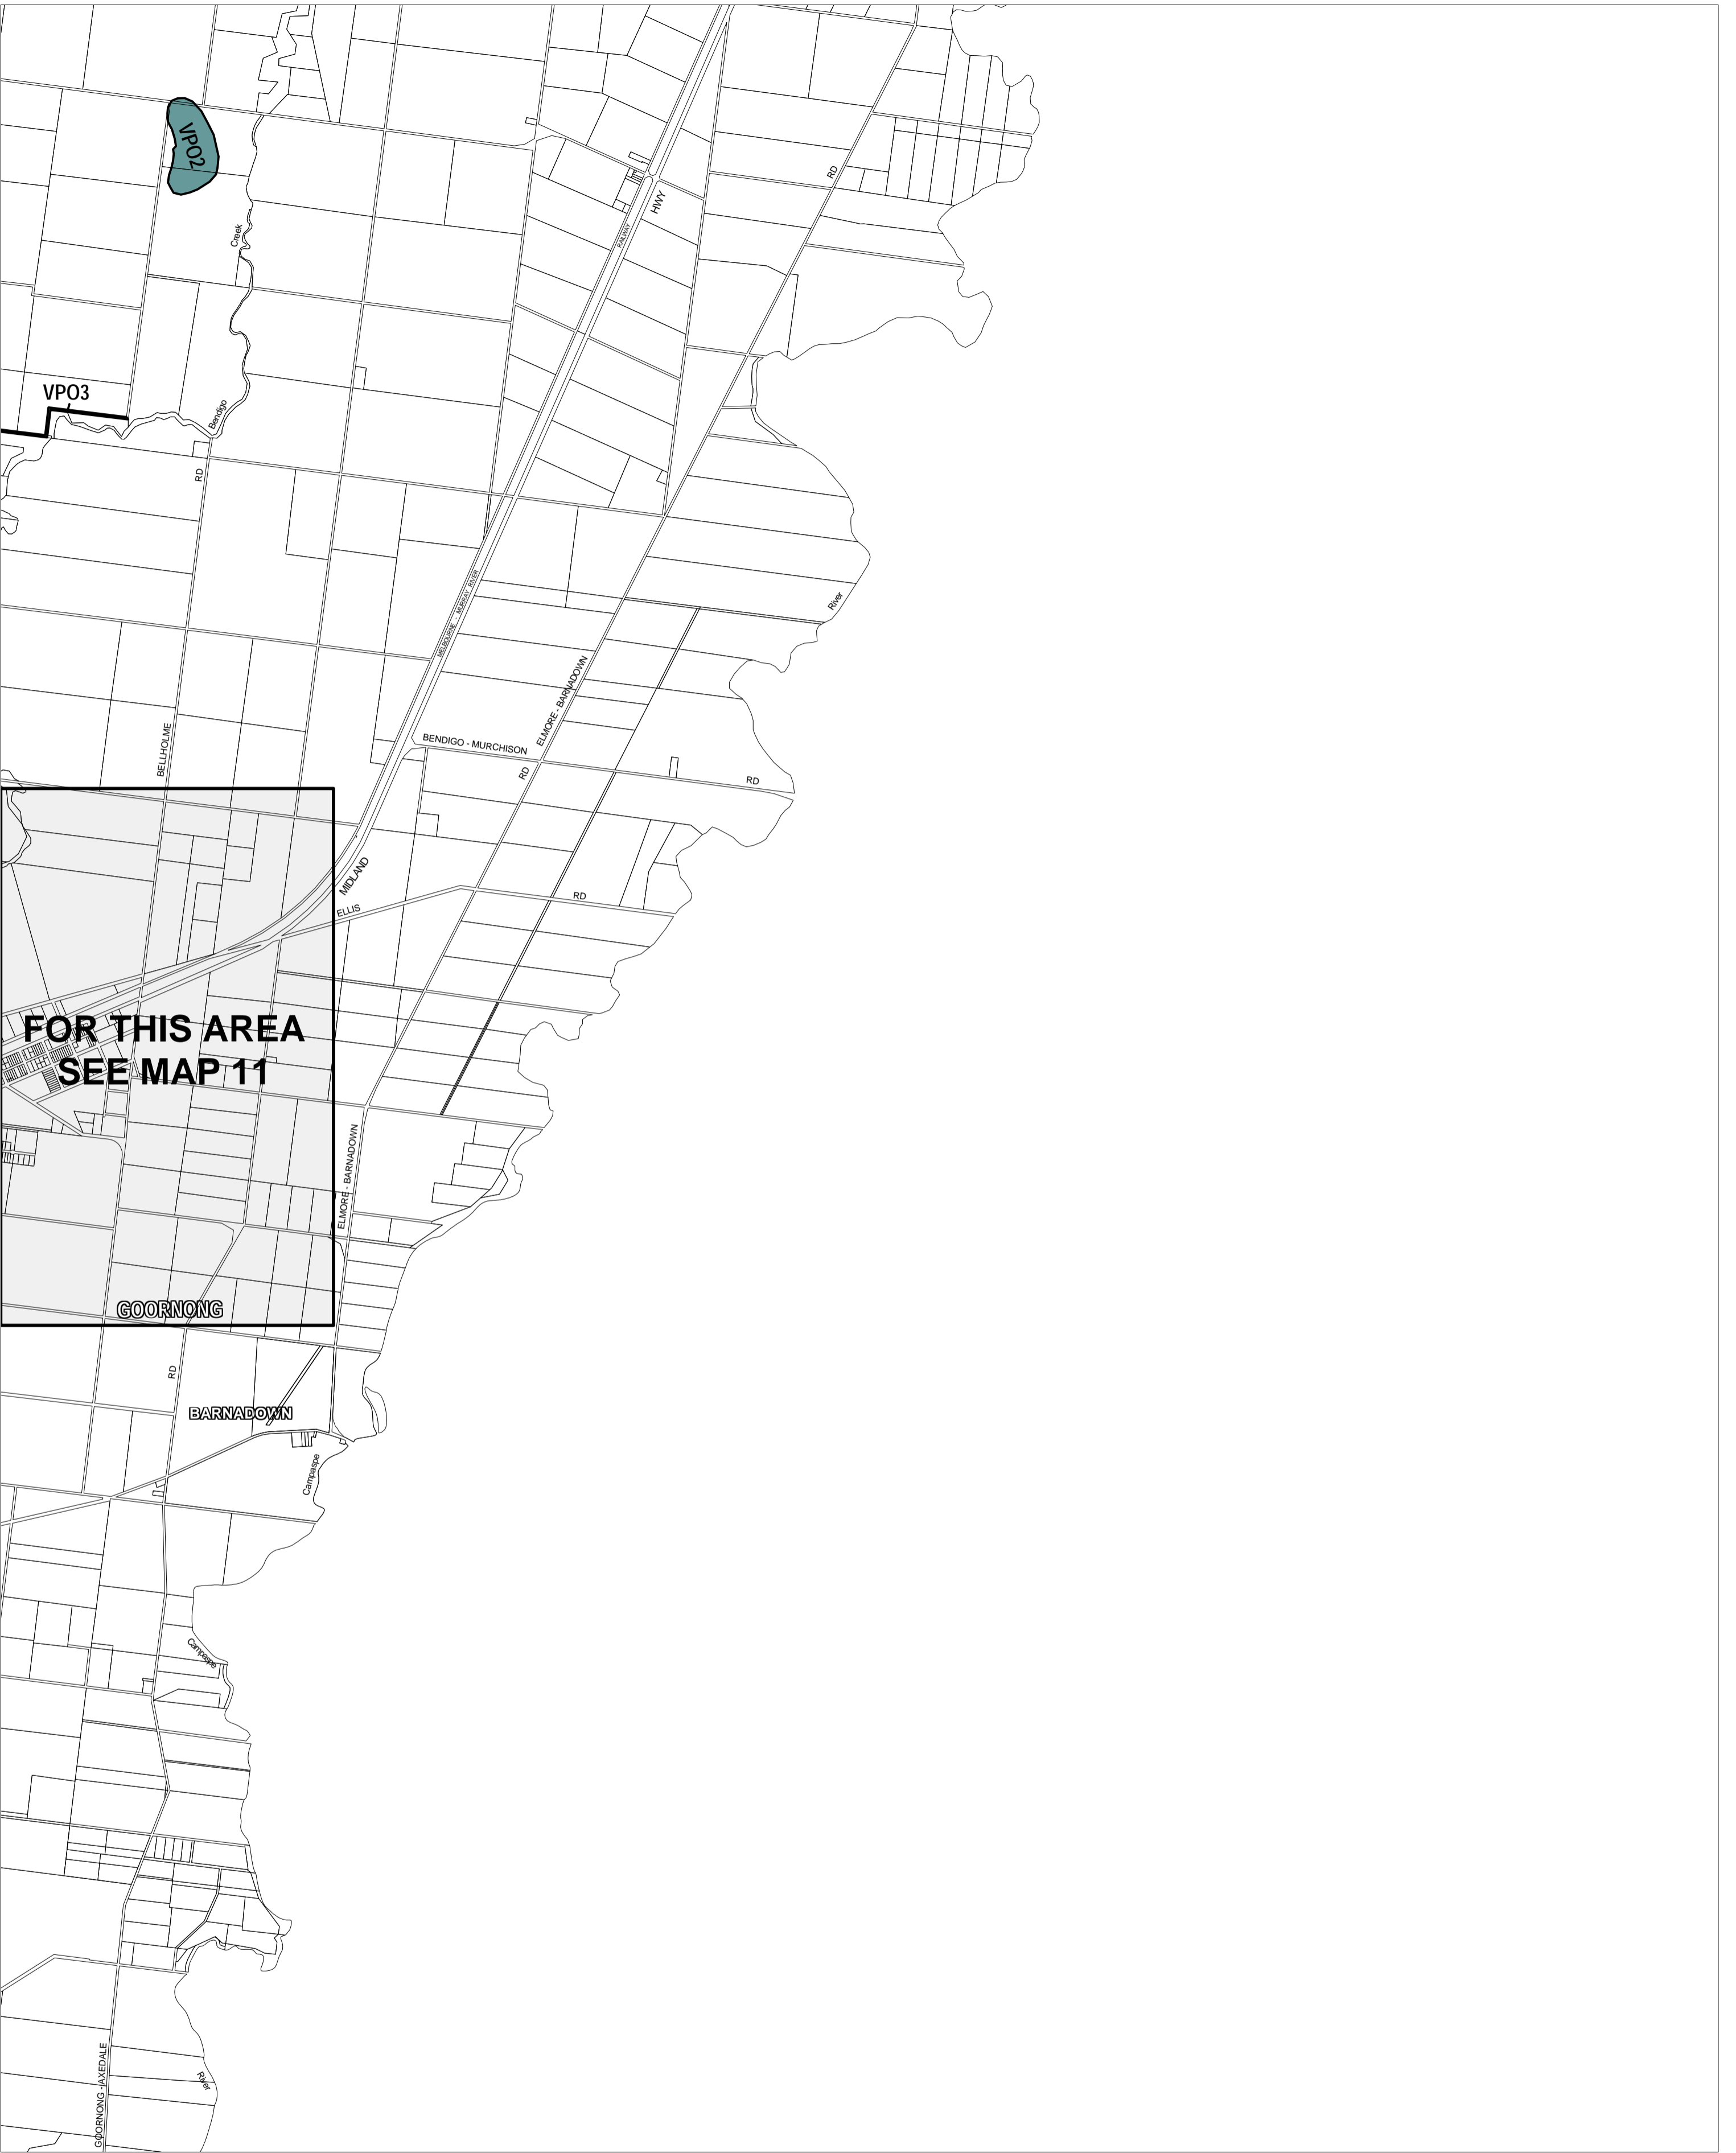 VPO2
RD
HWY
RAILWAY
Creek
VPO3
Bendigo
RD
MELBOURNE - MURRAY RIVER
River
ELMORE - BARNADOWN
BELLHOLME
BENDIGO - MURCHISON
RD
RD
MIDLAND
ELLIS
RD
FOR THIS AREA
SEE MAP 11
ELMORE - BARNADOWN
GOORNONG
RD
BARNADOWN
Campaspe
Campaspe
GOORNONG - AXEDALE
River